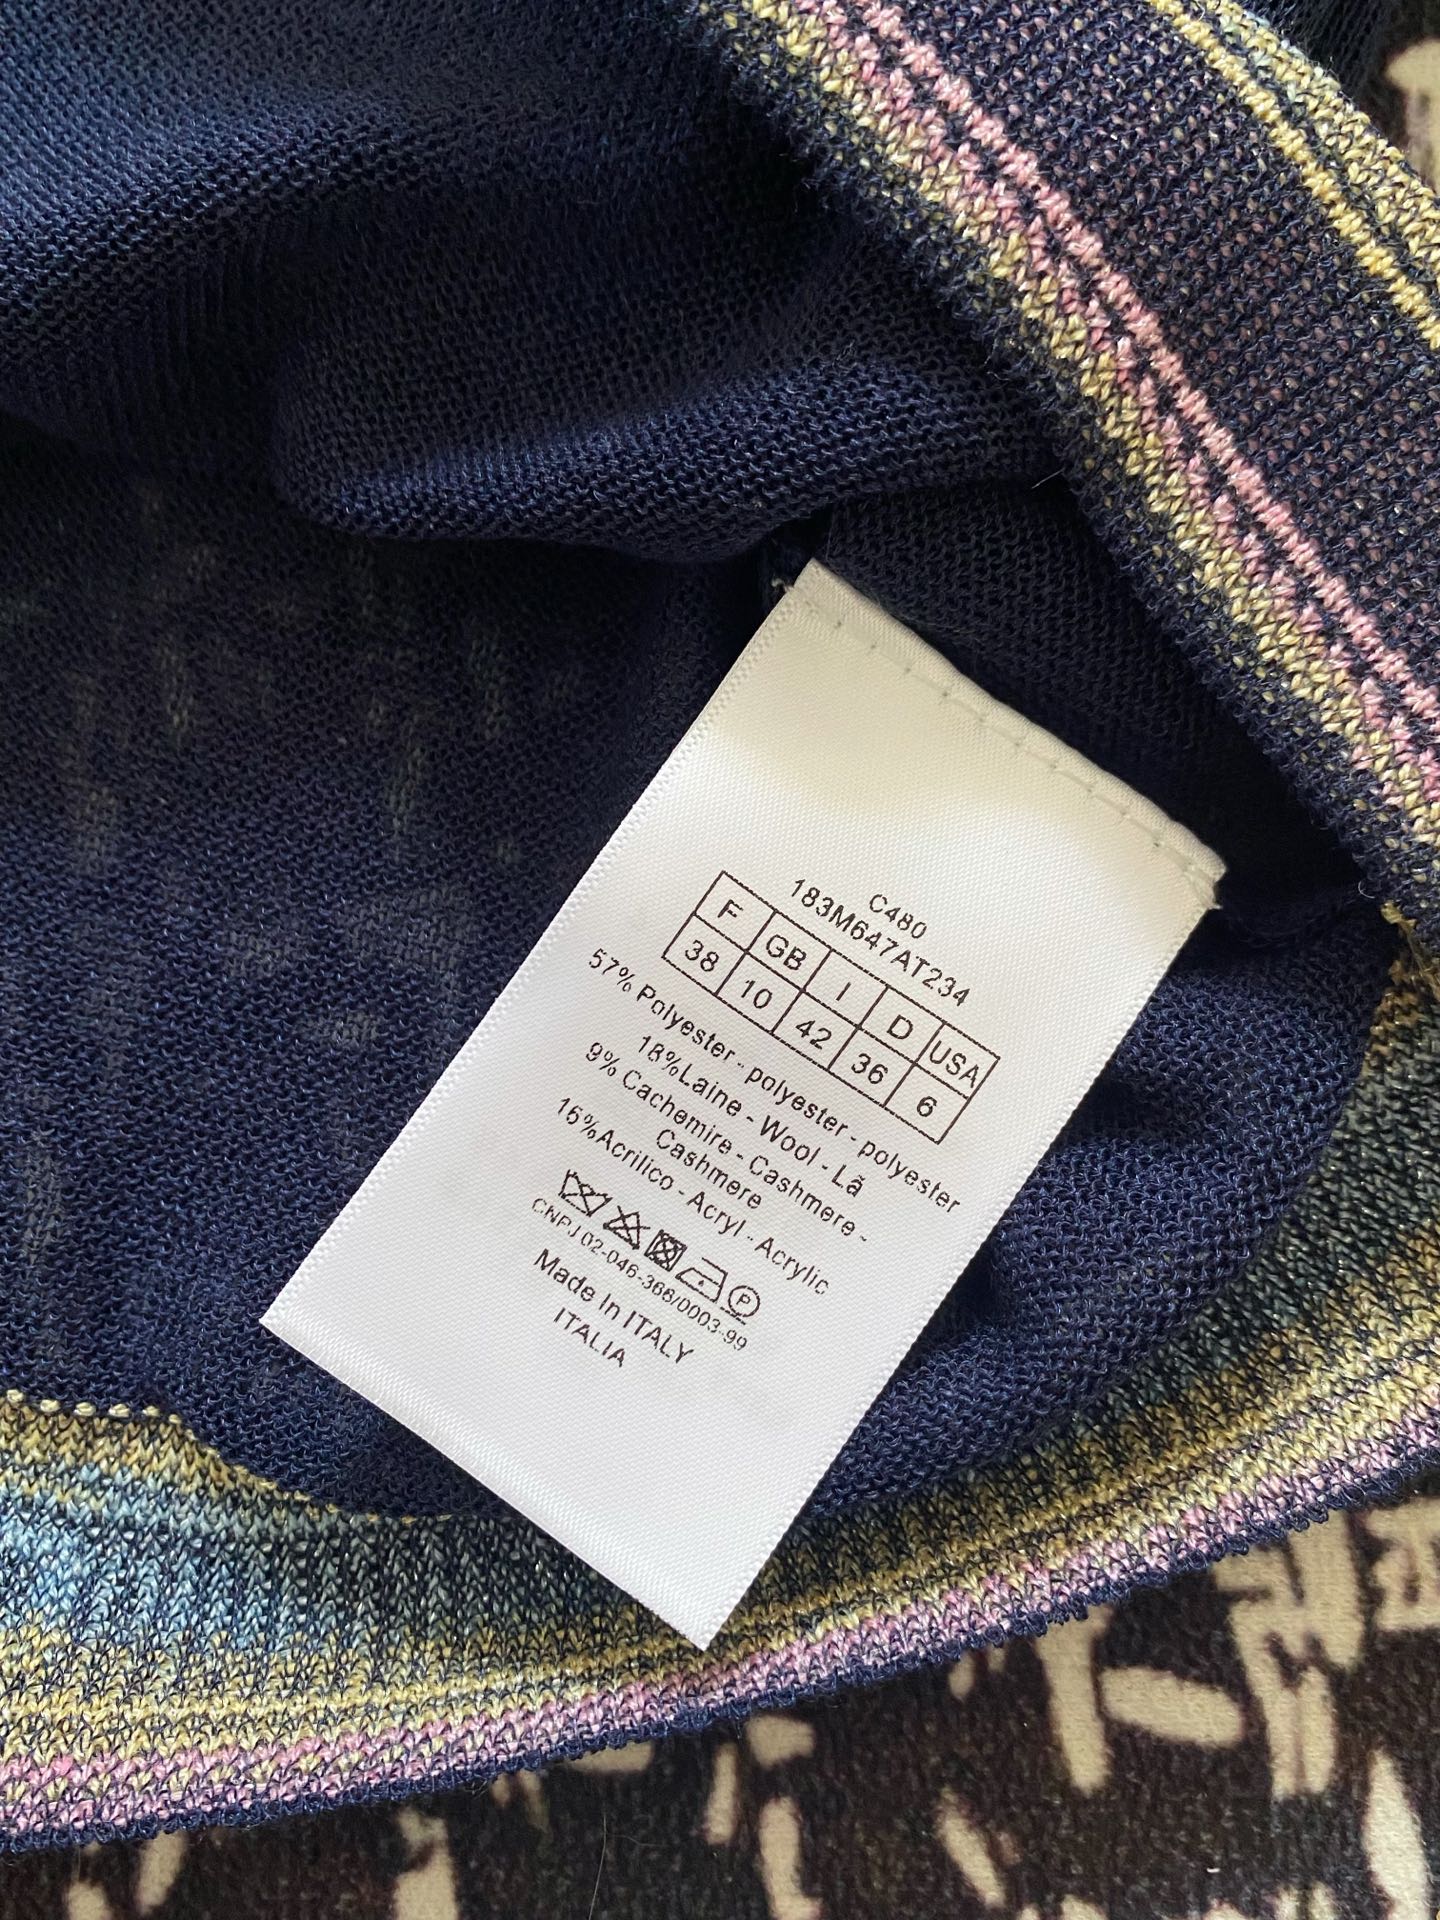 C480
183M647AT234
F GB I D USA
38 10 42 36 6
57% Polyester - polyester - polyester
18%Laine - Wool - Lã
9% Cachemire - Cashmere -
Cashmere
16%Acrilico - Acryl - Acrylic
P
CNPJ 02-046-366/0003-99
Made In ITALY
ITALIA